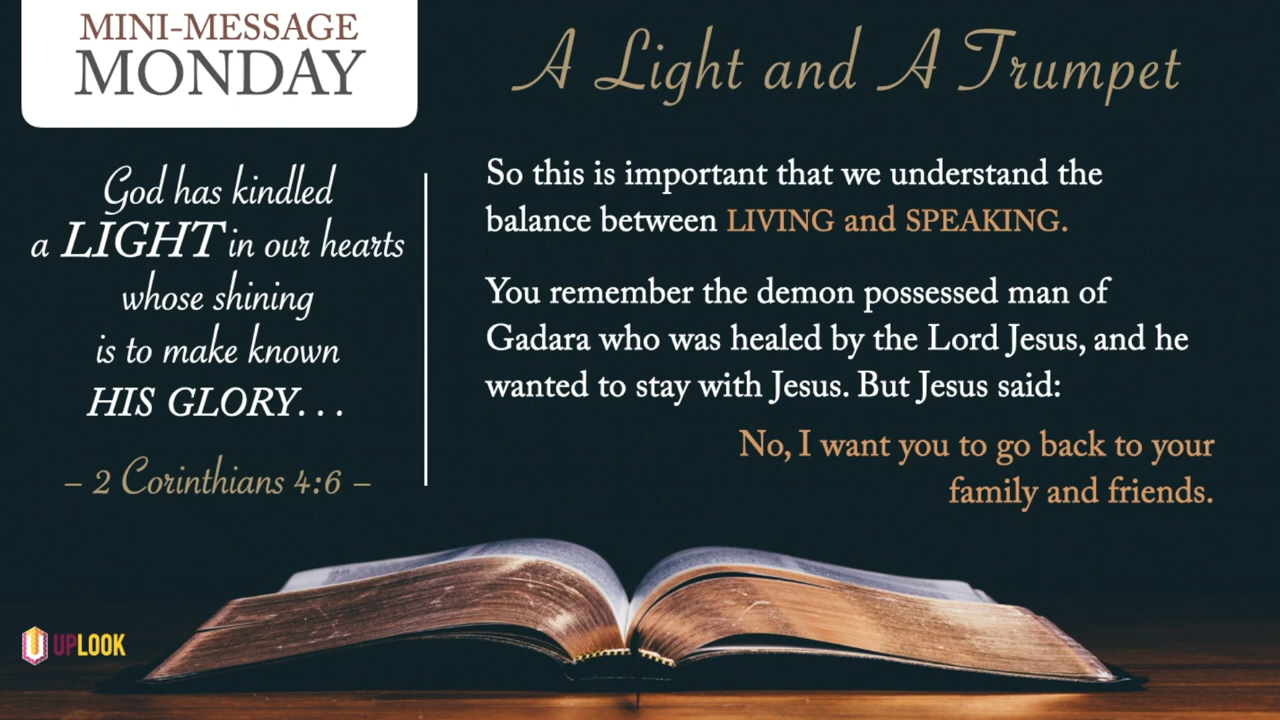 MINI-MESSAGE
MONDAY
A Light and A Trumpet
God has kindled
a LIGHT in our hearts
whose shining
is to make known
HIS GLORY...
– 2 Corinthians 4:6 –
So this is important that we understand the
balance between LIVING and SPEAKING.
You remember the demon possessed man of
Gadara who was healed by the Lord Jesus, and he
wanted to stay with Jesus. But Jesus said:
No, I want you to go back to your
family and friends.
UPLOOK